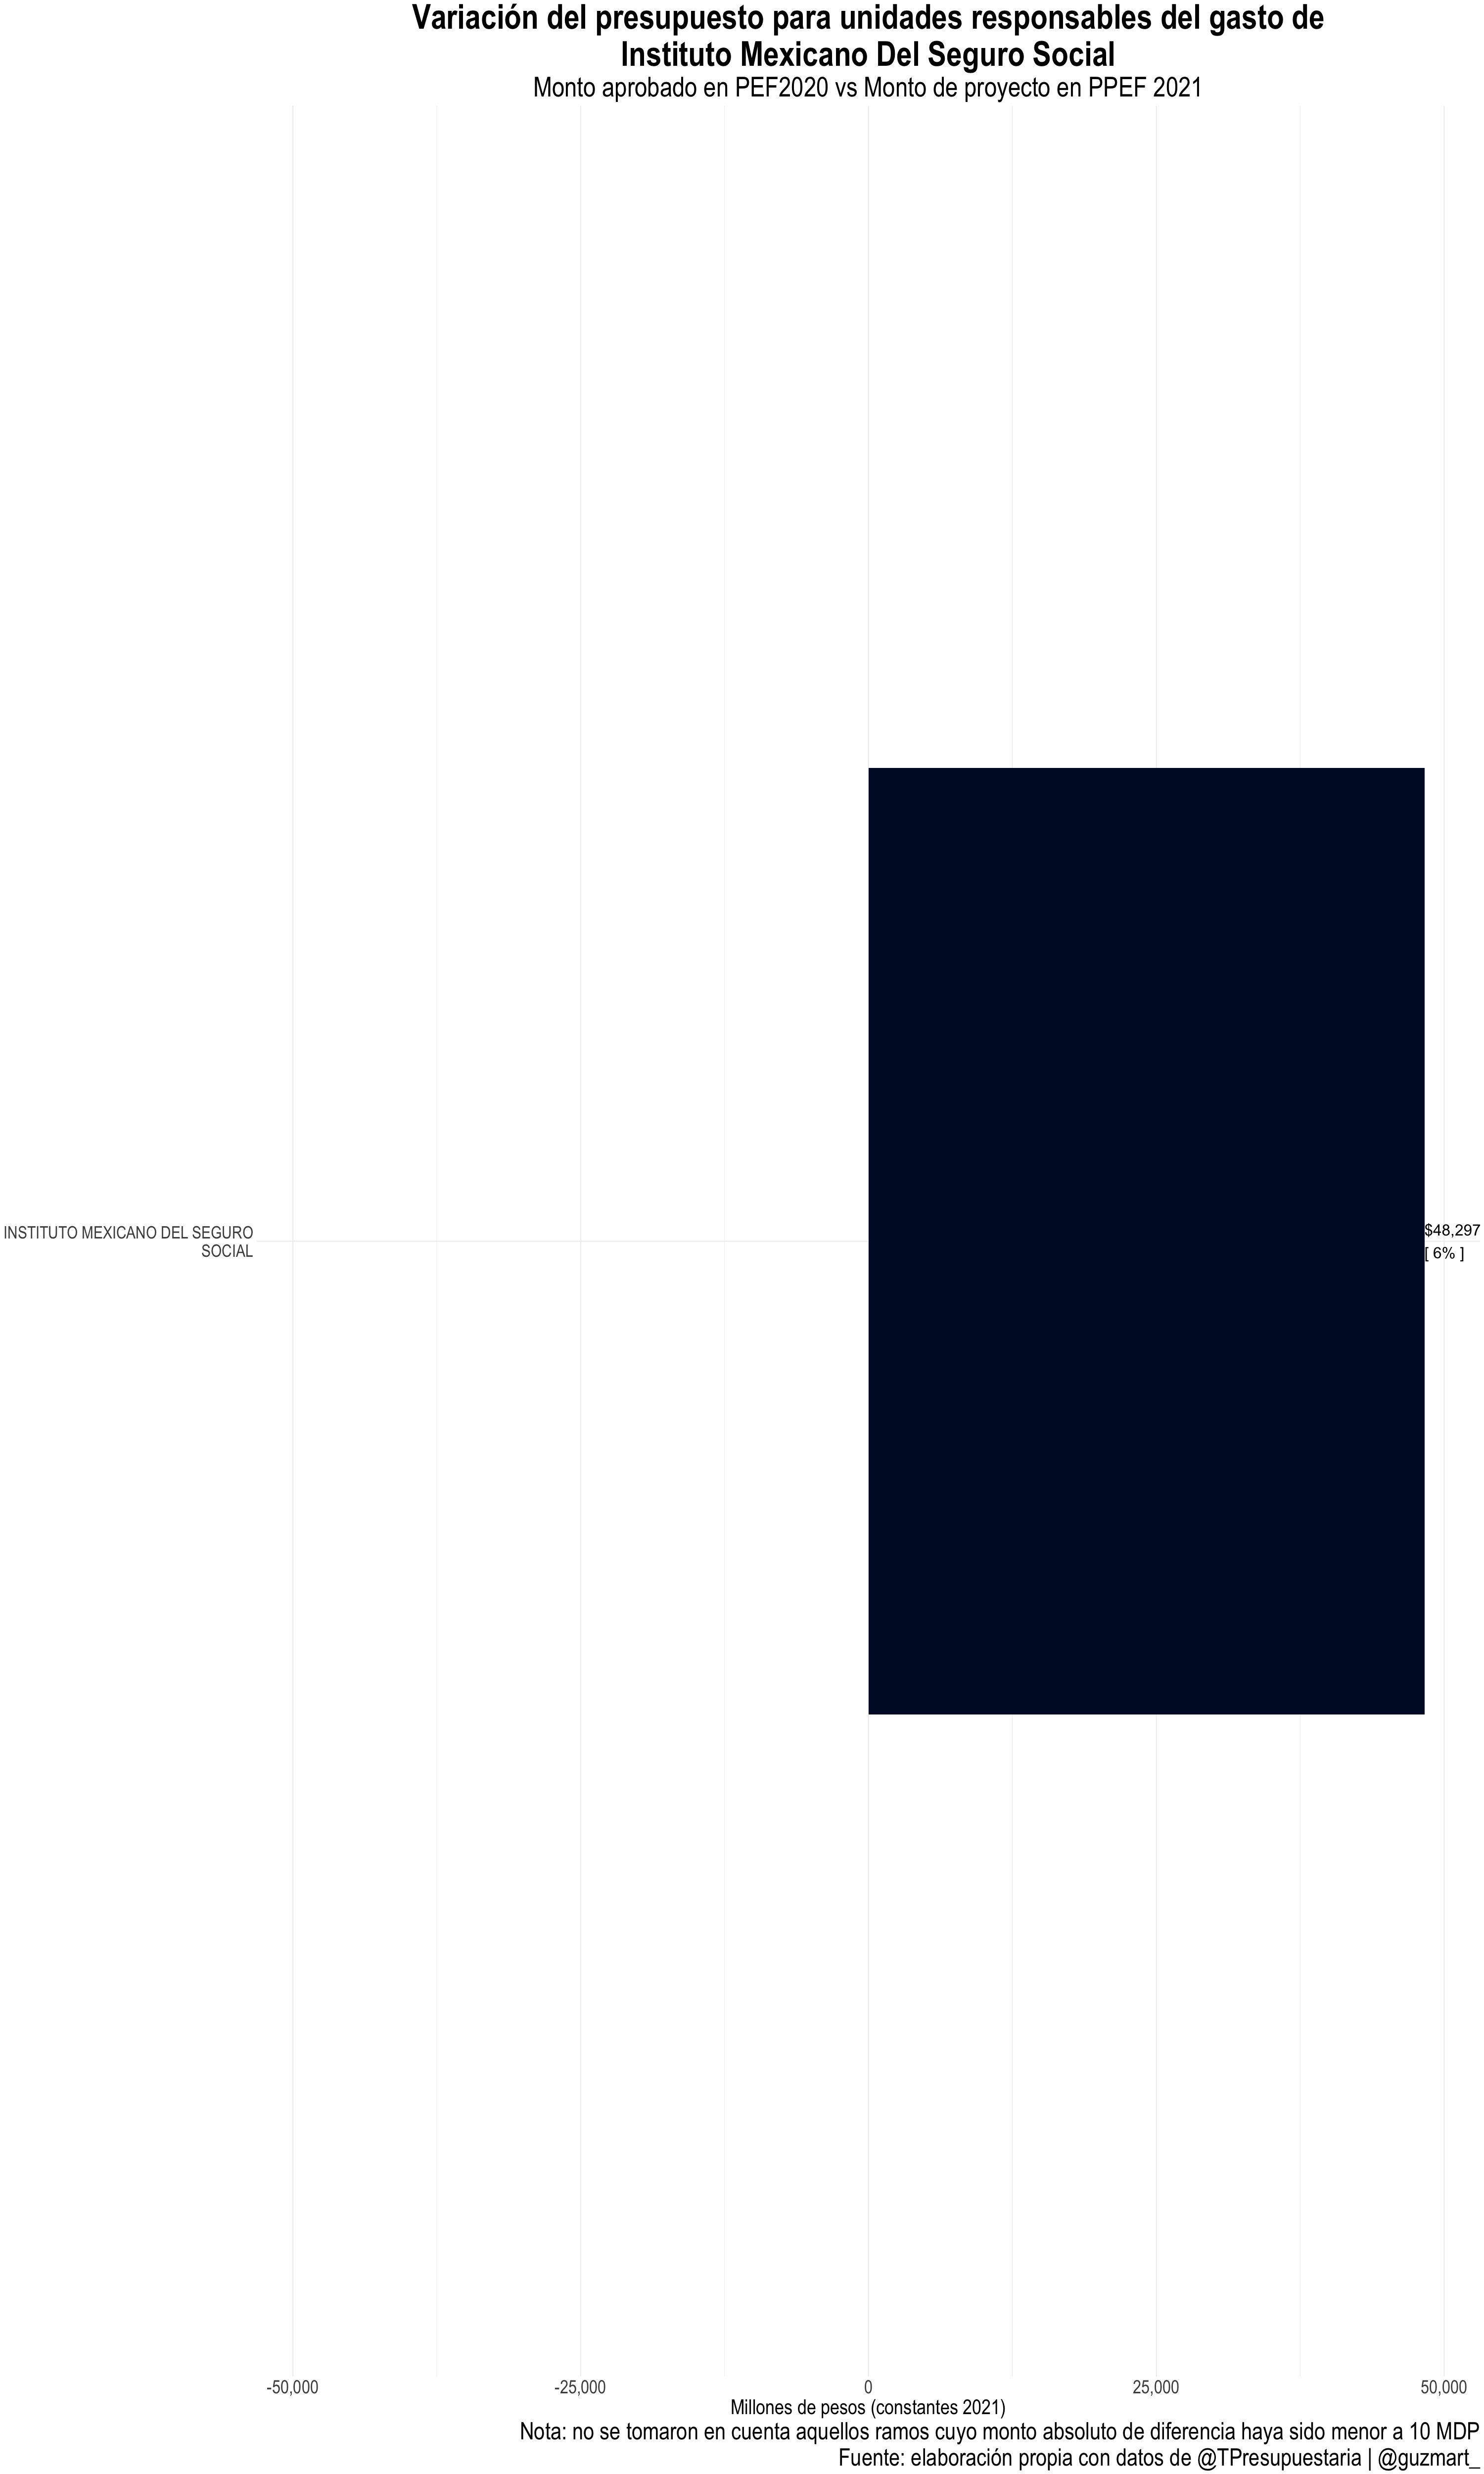 Variación del presupuesto para unidades responsables del gasto de
Instituto Mexicano Del Seguro Social
Monto aprobado en PEF2020 vs Monto de proyecto en PPEF 2021
INSTITUTO MEXICANO DEL SEGURO
SOCIAL
$48,297
[ 6% ]
-50,000
-25,000
0
25,000
50,000
Millones de pesos (constantes 2021)
Nota: no se tomaron en cuenta aquellos ramos cuyo monto absoluto de diferencia haya sido menor a 10 MDP
Fuente: elaboración propia con datos de @TPresupuestaria | @guzmart_